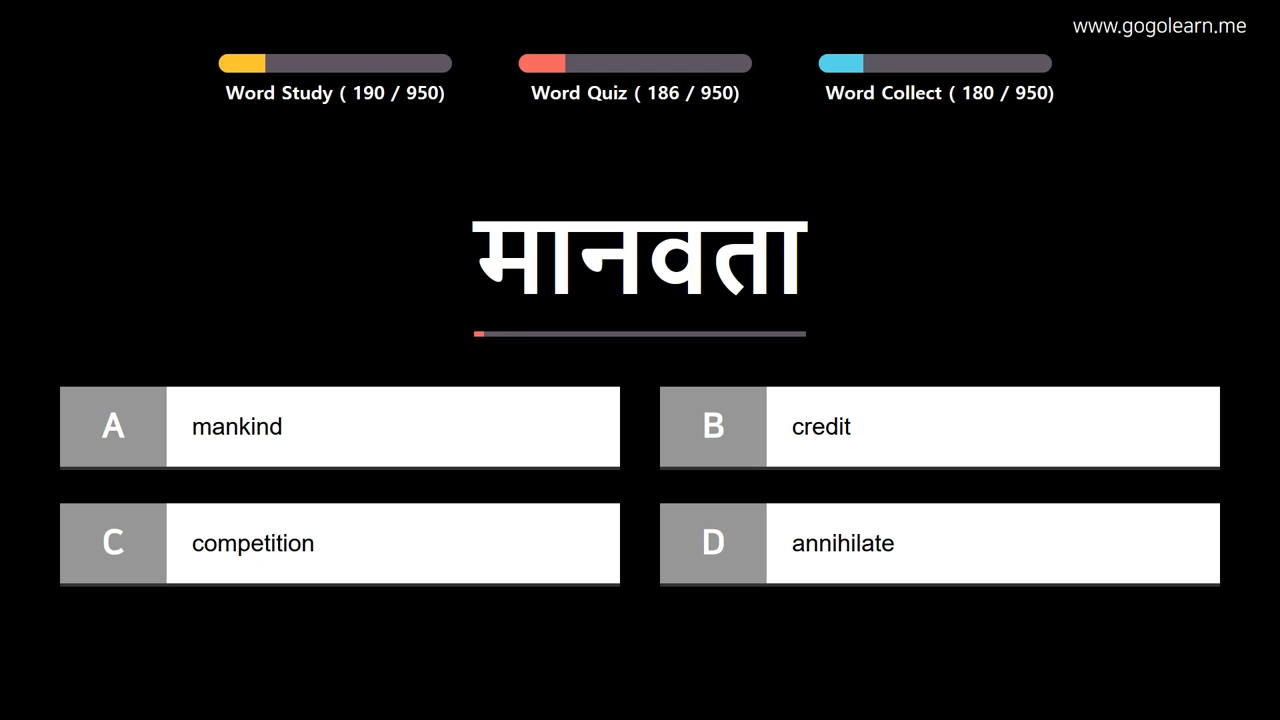 www.gogolearn.me
Word Study ( 190 / 950)
Word Quiz ( 186 / 950)
Word Collect ( 180 / 950)
मानवता
A mankind
B credit
C competition
D annihilate